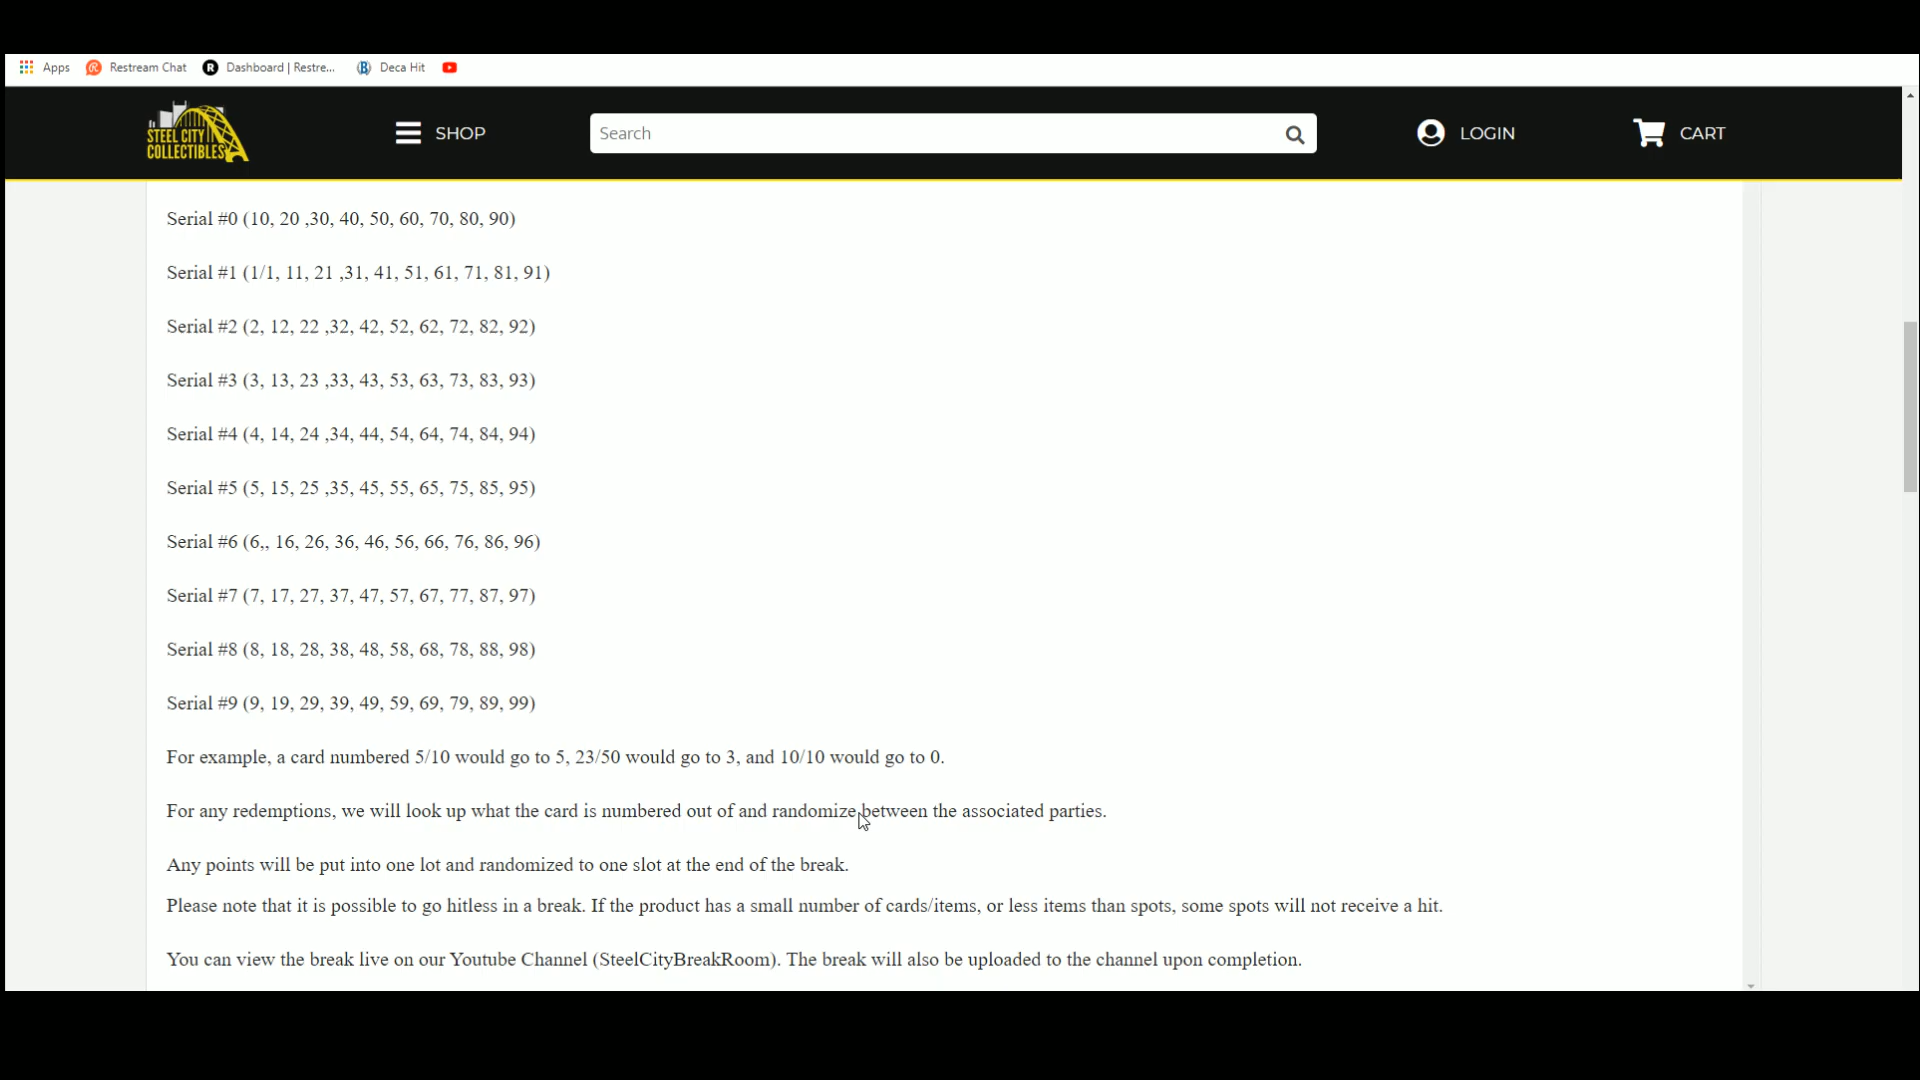 Apps Restream Chat Dashboard | Restre... Deca Hit
STEEL CITY
COLLECTIBLES
SHOP
Search
LOGIN
CART
Serial #0 (10, 20 ,30, 40, 50, 60, 70, 80, 90)
Serial #1 (1/1, 11, 21 ,31, 41, 51, 61, 71, 81, 91)
Serial #2 (2, 12, 22 ,32, 42, 52, 62, 72, 82, 92)
Serial #3 (3, 13, 23 ,33, 43, 53, 63, 73, 83, 93)
Serial #4 (4, 14, 24 ,34, 44, 54, 64, 74, 84, 94)
Serial #5 (5, 15, 25 ,35, 45, 55, 65, 75, 85, 95)
Serial #6 (6,, 16, 26, 36, 46, 56, 66, 76, 86, 96)
Serial #7 (7, 17, 27, 37, 47, 57, 67, 77, 87, 97)
Serial #8 (8, 18, 28, 38, 48, 58, 68, 78, 88, 98)
Serial #9 (9, 19, 29, 39, 49, 59, 69, 79, 89, 99)
For example, a card numbered 5/10 would go to 5, 23/50 would go to 3, and 10/10 would go to 0.
For any redemptions, we will look up what the card is numbered out of and randomize between the associated parties.
Any points will be put into one lot and randomized to one slot at the end of the break.
Please note that it is possible to go hitless in a break. If the product has a small number of cards/items, or less items than spots, some spots will not receive a hit.
You can view the break live on our Youtube Channel (SteelCityBreakRoom). The break will also be uploaded to the channel upon completion.